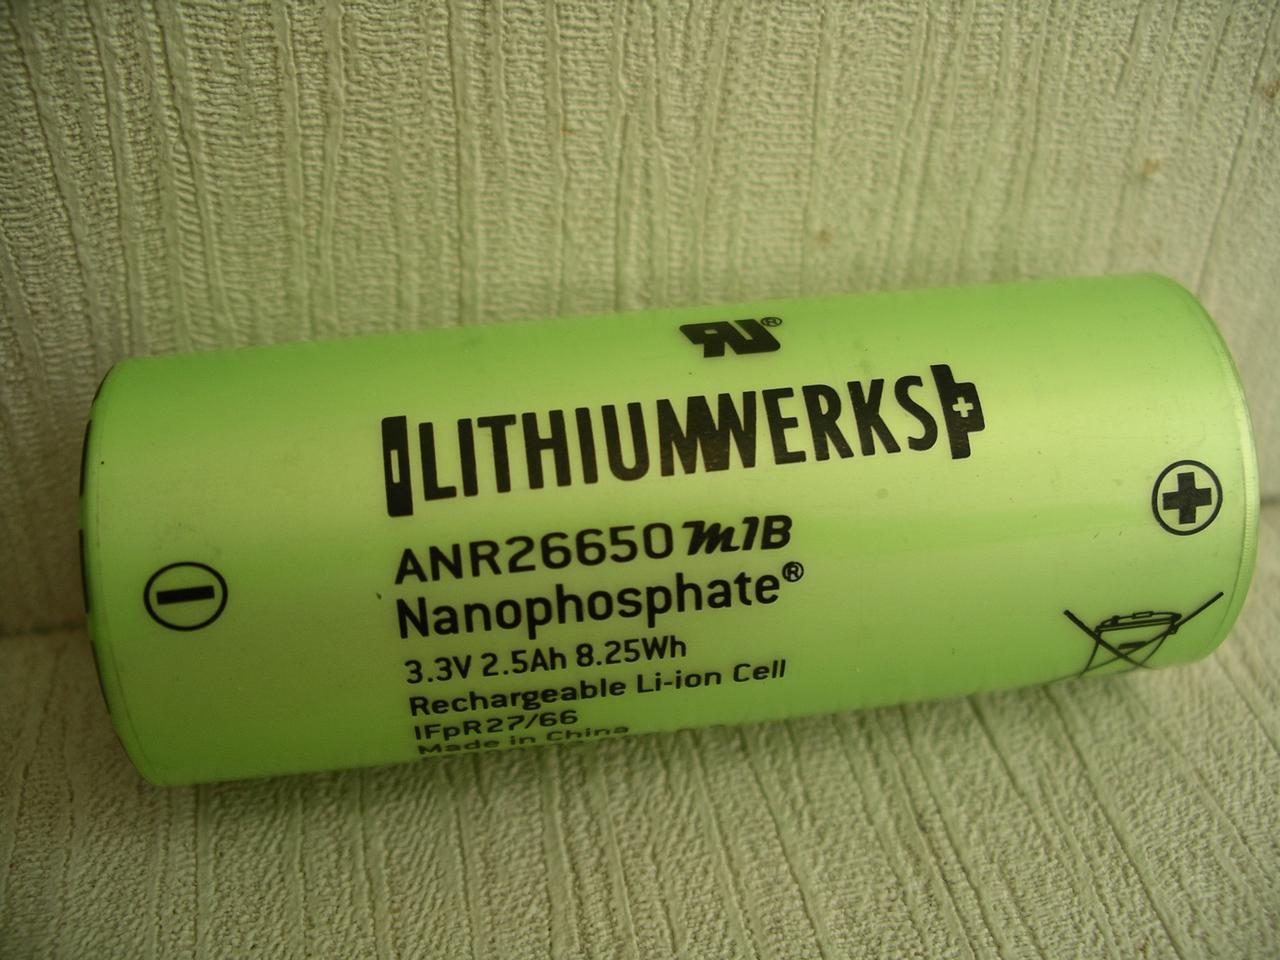 LITHIUMWERKS
ANR26650 M1B
Nanophosphate®
3.3V 2.5Ah 8.25Wh
Rechargeable Li-ion Cell
IFpR27/66
Made in China